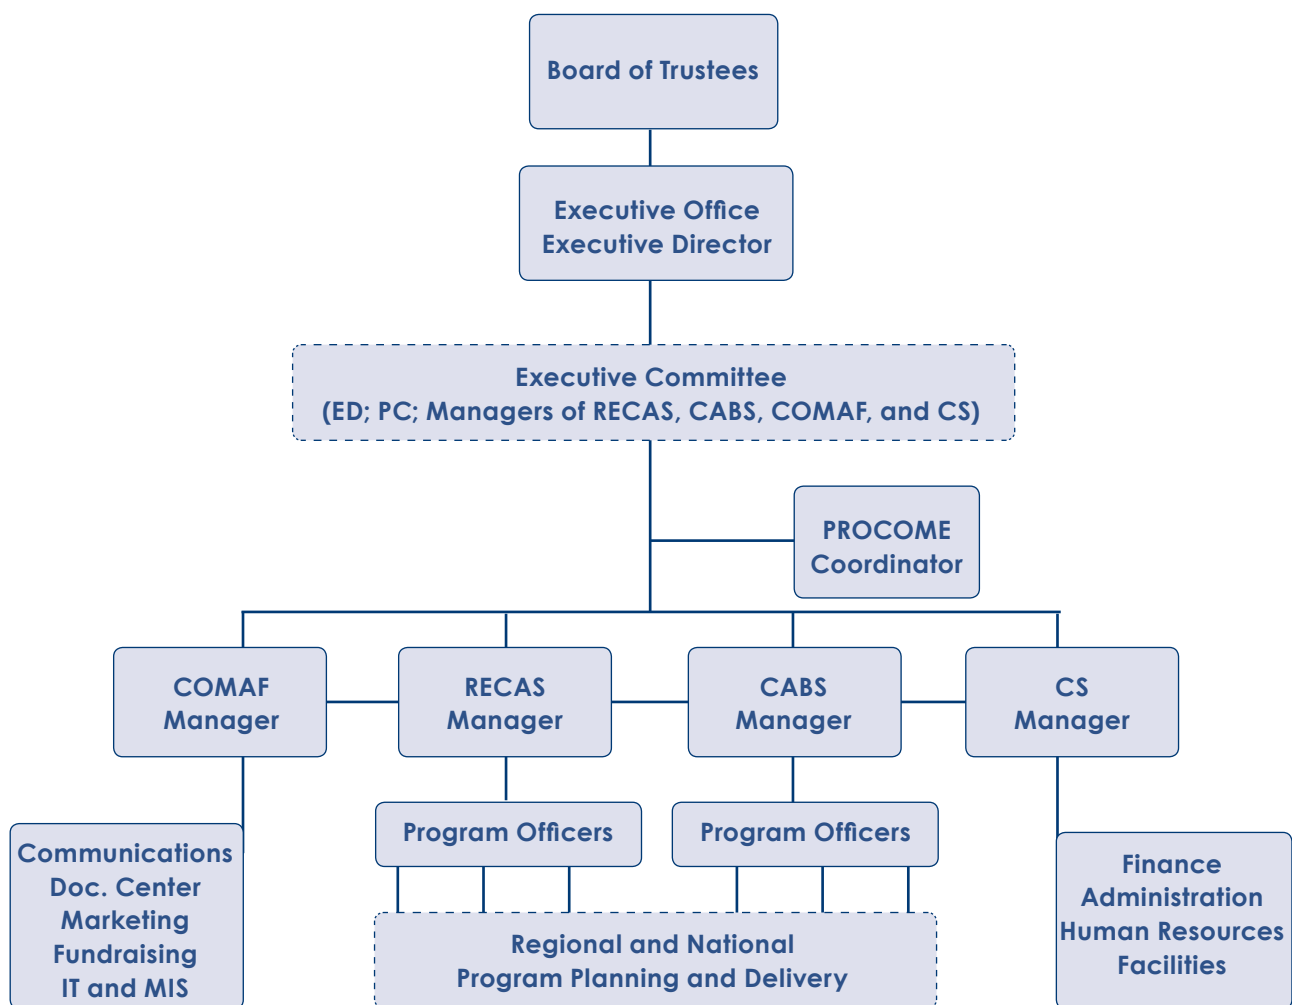 Board of Trustees
Executive Office
Executive Director
Executive Committee
(ED; PC; Managers of RECAS, CABS, COMAF, and CS)
PROCOME
Coordinator
COMAF
Manager
RECAS
Manager
CABS
Manager
CS
Manager
Communications
Doc. Center
Marketing
Fundraising
IT and MIS
Program Officers
Program Officers
Regional and National
Program Planning and Delivery
Finance
Administration
Human Resources
Facilities